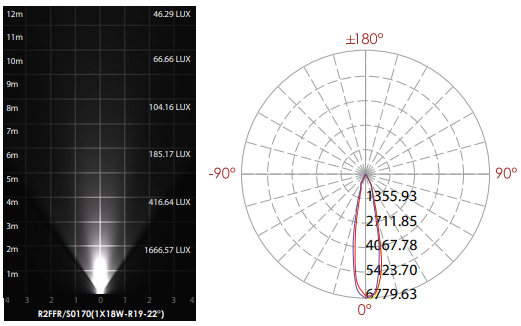 12m 46.29 LUX
11m
10m 66.66 LUX
9m
8m 104.16 LUX
7m
6m 185.17 LUX
5m
4m 416.64 LUX
3m
2m 1666.57 LUX
1m
4 3 2 1 0 1 2 3 4
R2FFR/S0170(1X18W-R19-22°)
±180°
-90° 90°
1355.93
2711.85
4067.78
5423.70
6779.63
0°